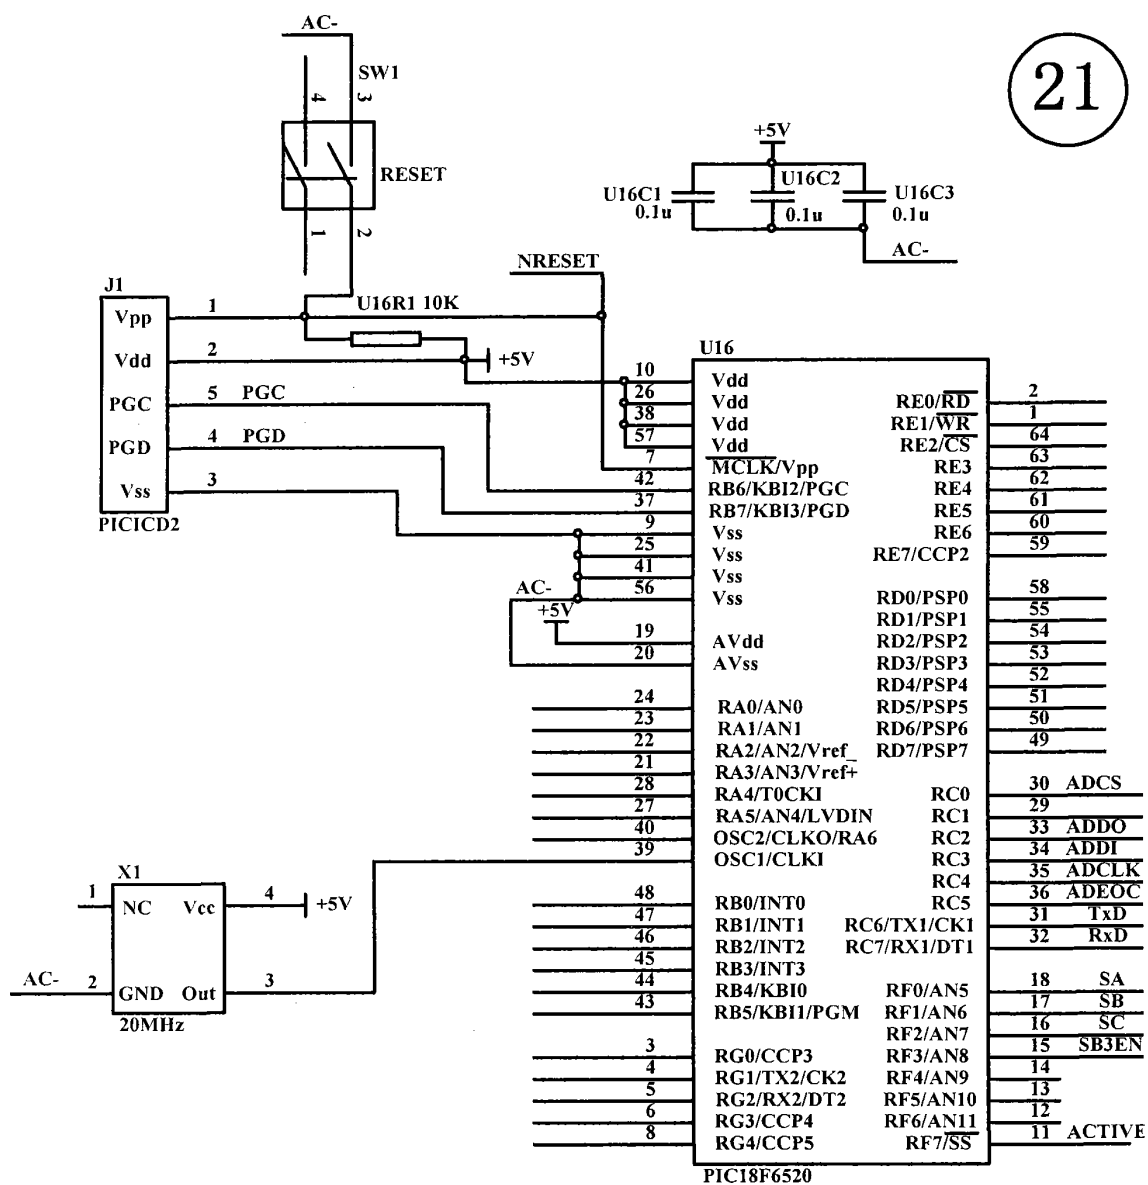 AC-
SW1
4
3
RESET
1
2
21
+5V
U16C1
0.1u
U16C2
0.1u
U16C3
0.1u
AC-
NRESET
J1
U16R1 10K
Vpp 1
Vdd 2
+5V
PGC 5 PGC
PGD 4 PGD
Vss 3
PICICD2
U16
10 Vdd
26 Vdd
38 Vdd
57 Vdd
7 MCLK/Vpp
42 RB6/KBI2/PGC
37 RB7/KBI3/PGD
9 Vss
25 Vss
41 Vss
56 Vss
AC-
+5V
19 AVdd
20 AVss
24 RA0/AN0
23 RA1/AN1
22 RA2/AN2/Vref_
21 RA3/AN3/Vref+
28 RA4/T0CKI
27 RA5/AN4/LVDIN
40 OSC2/CLKO/RA6
39 OSC1/CLKI
48 RB0/INT0
47 RB1/INT1
46 RB2/INT2
45 RB3/INT3
44 RB4/KBI0
43 RB5/KBI1/PGM
3 RG0/CCP3
4 RG1/TX2/CK2
5 RG2/RX2/DT2
6 RG3/CCP4
8 RG4/CCP5
RE0/RD 2
RE1/WR 1
RE2/CS 64
RE3 63
RE4 62
RE5 61
RE6 60
RE7/CCP2 59
RD0/PSP0 58
RD1/PSP1 55
RD2/PSP2 54
RD3/PSP3 53
RD4/PSP4 52
RD5/PSP5 51
RD6/PSP6 50
RD7/PSP7 49
RC0 30 ADCS
RC1 29
RC2 33 ADDO
RC3 34 ADDI
RC4 35 ADCLK
RC5 36 ADEOC
RC6/TX1/CK1 31 TxD
RC7/RX1/DT1 32 RxD
RF0/AN5 18 SA
RF1/AN6 17 SB
RF2/AN7 16 SC
RF3/AN8 15 SB3EN
RF4/AN9 14
RF5/AN10 13
RF6/AN11 12
RF7/SS 11 ACTIVE
PIC18F6520
X1
1 NC Vcc 4 +5V
AC- 2 GND Out 3
20MHz